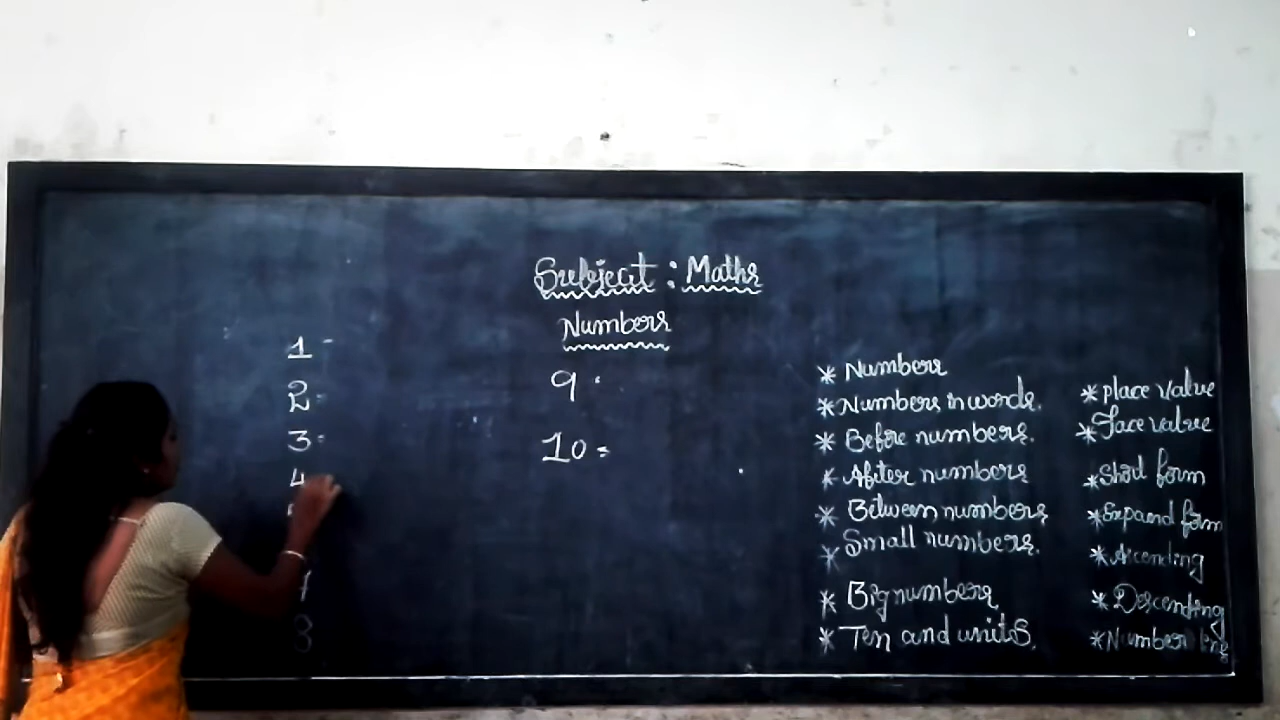 Subject : Maths
Numbers
1 -
2 -
3 -
4
7
8
9 .
10 =
* Numbers
* Numbers in words.
* Before numbers.
* After numbers
* Between numbers
* Small numbers.
* Big numbers
* Ten and units.
* place value
* Face value
* Short form
* Expand form
* Ascending
* Descending
* Number line